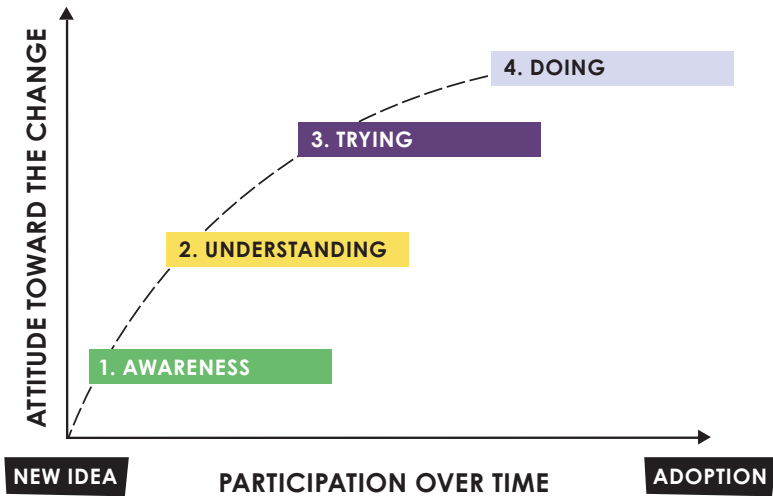 ATTITUDE TOWARD THE CHANGE
4. DOING
3. TRYING
2. UNDERSTANDING
1. AWARENESS
NEW IDEA
PARTICIPATION OVER TIME
ADOPTION